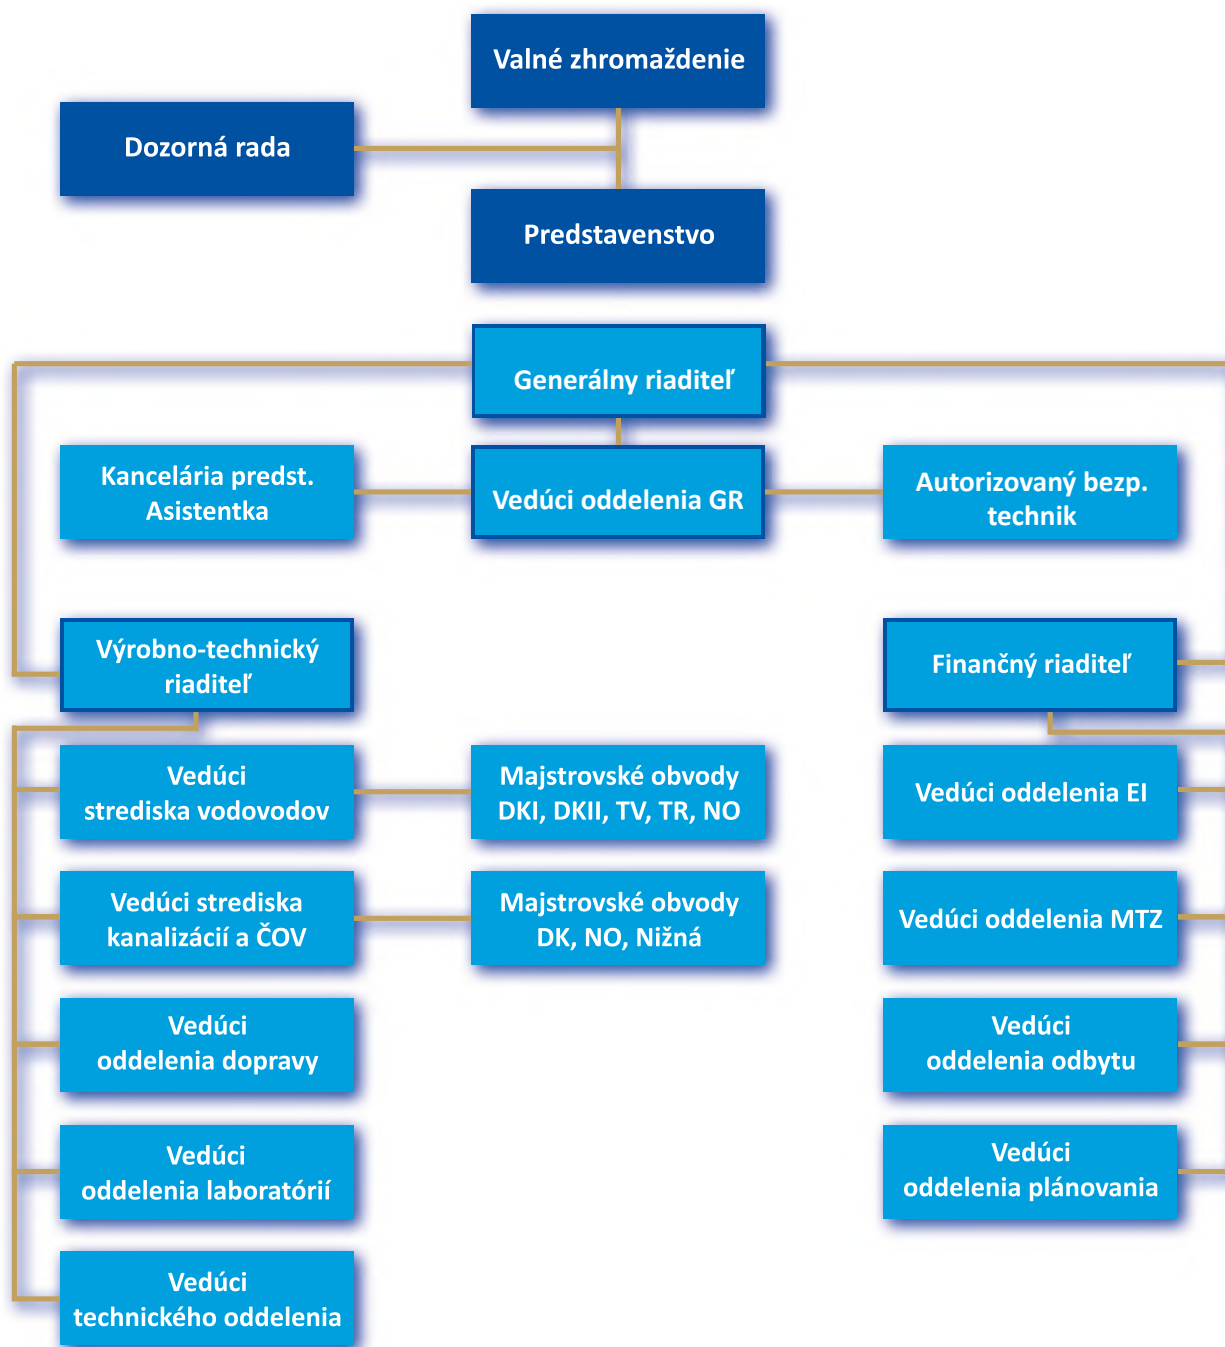 Valné zhromaždenie
Dozorná rada
Predstavenstvo
Generálny riaditeľ
Kancelária predst.
Asistentka
Vedúci oddelenia GR
Autorizovaný bezp.
technik
Výrobno-technický
riaditeľ
Finančný riaditeľ
Vedúci
strediska vodovodov
Majstrovské obvody
DKI, DKII, TV, TR, NO
Vedúci oddelenia EI
Vedúci strediska
kanalizácií a ČOV
Majstrovské obvody
DK, NO, Nižná
Vedúci oddelenia MTZ
Vedúci
oddelenia dopravy
Vedúci
oddelenia odbytu
Vedúci
oddelenia laboratórií
Vedúci
oddelenia plánovania
Vedúci
technického oddelenia